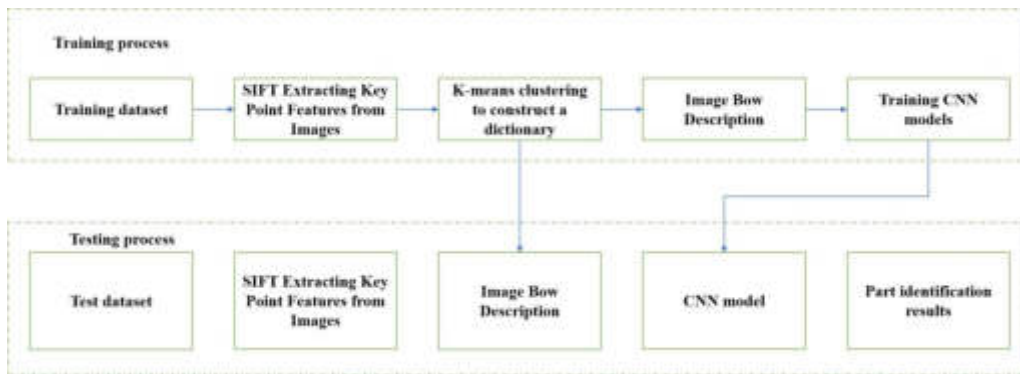 Training process
Training dataset
SIFT Extracting Key
Point Features from
Images
K-means clustering
to construct a
dictionary
Image Bow
Description
Training CNN
models
Testing process
Test dataset
SIFT Extracting Key
Point Features from
Images
Image Bow
Description
CNN model
Part identification
results